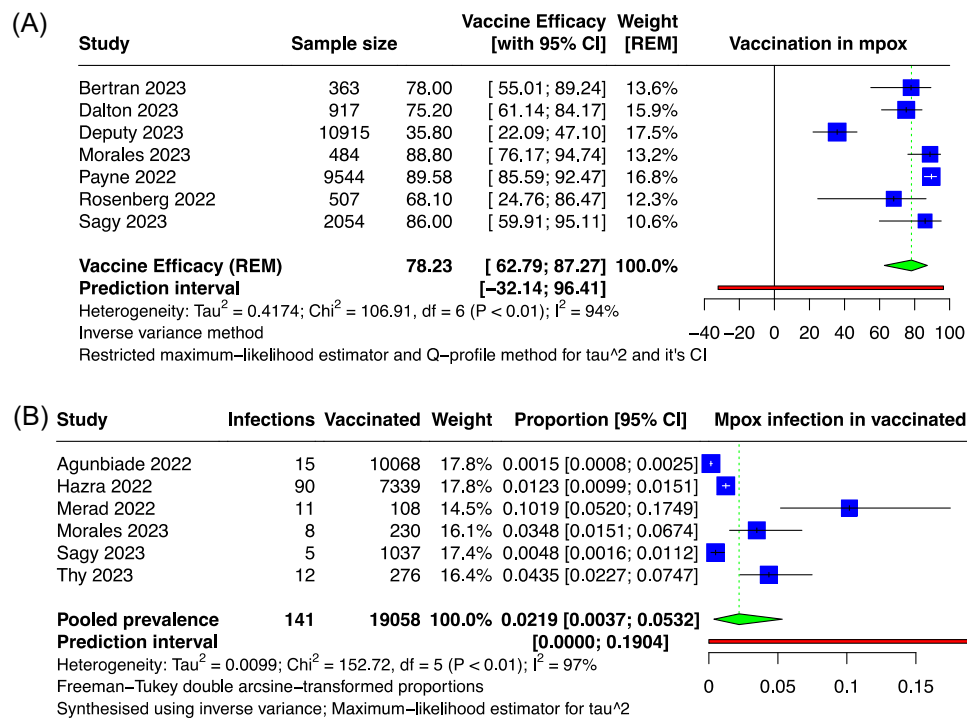 (A)
Vaccine Efficacy Weight
Study Sample size [with 95% CI] [REM] Vaccination in mpox
Bertran 2023 363 78.00 [ 55.01; 89.24] 13.6%
Dalton 2023 917 75.20 [ 61.14; 84.17] 15.9%
Deputy 2023 10915 35.80 [ 22.09; 47.10] 17.5%
Morales 2023 484 88.80 [ 76.17; 94.74] 13.2%
Payne 2022 9544 89.58 [ 85.59; 92.47] 16.8%
Rosenberg 2022 507 68.10 [ 24.76; 86.47] 12.3%
Sagy 2023 2054 86.00 [ 59.91; 95.11] 10.6%
Vaccine Efficacy (REM) 78.23 [ 62.79; 87.27] 100.0%
Prediction interval [−32.14; 96.41]
Heterogeneity: Tau² = 0.4174; Chi² = 106.91, df = 6 (P < 0.01); I² = 94%
Inverse variance method
Restricted maximum−likelihood estimator and Q−profile method for tau^2 and it's CI
−40 −20 0 20 40 60 80 100
(B)
Study Infections Vaccinated Weight Proportion [95% CI] Mpox infection in vaccinated
Agunbiade 2022 15 10068 17.8% 0.0015 [0.0008; 0.0025]
Hazra 2022 90 7339 17.8% 0.0123 [0.0099; 0.0151]
Merad 2022 11 108 14.5% 0.1019 [0.0520; 0.1749]
Morales 2023 8 230 16.1% 0.0348 [0.0151; 0.0674]
Sagy 2023 5 1037 17.4% 0.0048 [0.0016; 0.0112]
Thy 2023 12 276 16.4% 0.0435 [0.0227; 0.0747]
Pooled prevalence 141 19058 100.0% 0.0219 [0.0037; 0.0532]
Prediction interval [0.0000; 0.1904]
Heterogeneity: Tau² = 0.0099; Chi² = 152.72, df = 5 (P < 0.01); I² = 97%
Freeman−Tukey double arcsine−transformed proportions
Synthesised using inverse variance; Maximum−likelihood estimator for tau^2
0 0.05 0.1 0.15